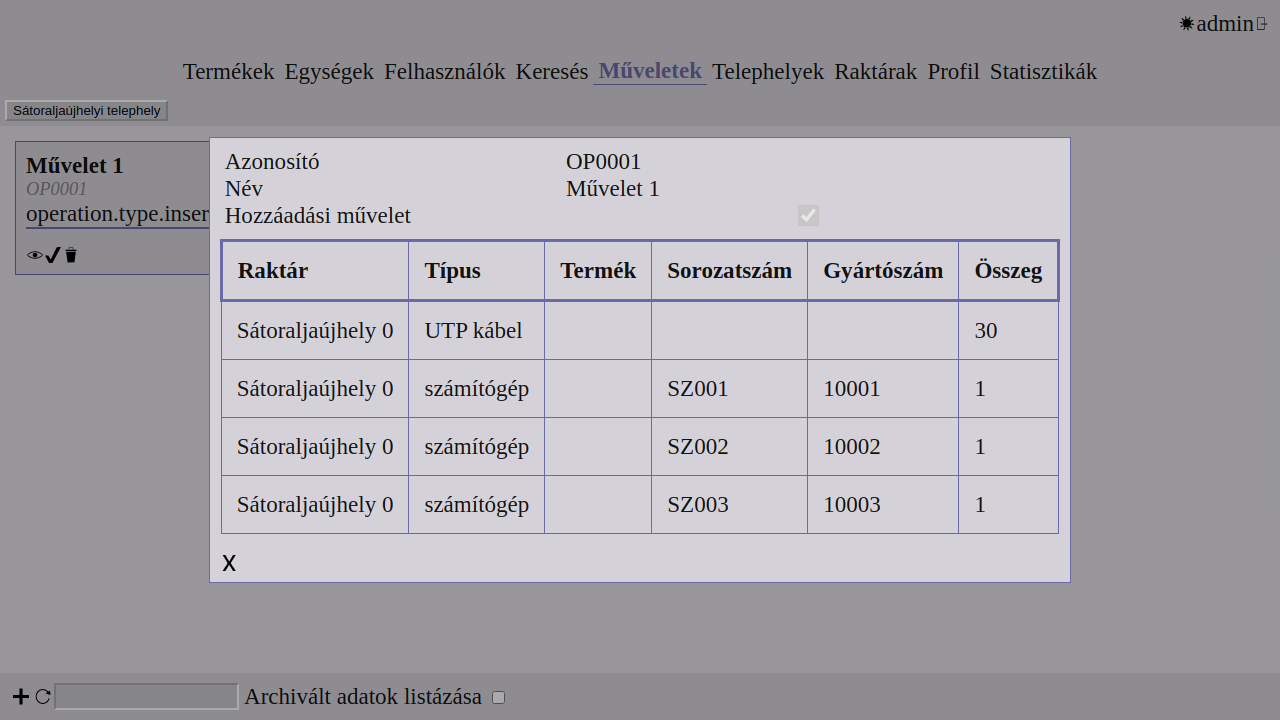 admin
Termékek Egységek Felhasználók Keresés Műveletek Telephelyek Raktárak Profil Statisztikák
Sátoraljaújhelyi telephely
Művelet 1
OP0001
operation.type.inser
Azonosító OP0001
Név Művelet 1
Hozzáadási művelet
Raktár Típus Termék Sorozatszám Gyártószám Összeg
Sátoraljaújhely 0 UTP kábel 30
Sátoraljaújhely 0 számítógép SZ001 10001 1
Sátoraljaújhely 0 számítógép SZ002 10002 1
Sátoraljaújhely 0 számítógép SZ003 10003 1
X
Archivált adatok listázása